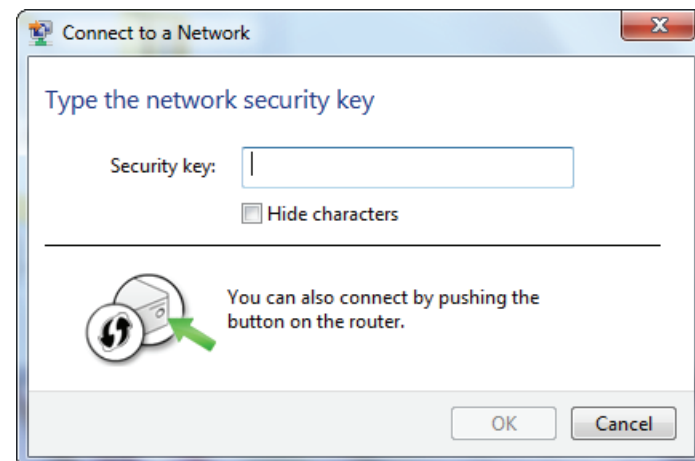 Connect to a Network
Type the network security key
Security key:
Hide characters
You can also connect by pushing the
button on the router.
OK
Cancel